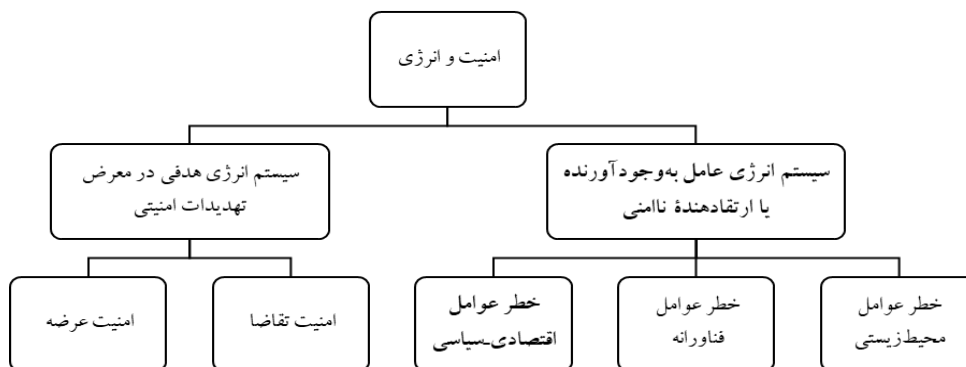 امنیت و انرژی
سیستم انرژی عامل به‌وجودآورنده
یا ارتقادهندۀ ناامنی
سیستم انرژی هدفی در معرض
تهدیدات امنیتی
خطر عوامل
محیط‌زیستی
خطر عوامل
فناورانه
خطر عوامل
اقتصادی-سیاسی
امنیت تقاضا
امنیت عرضه